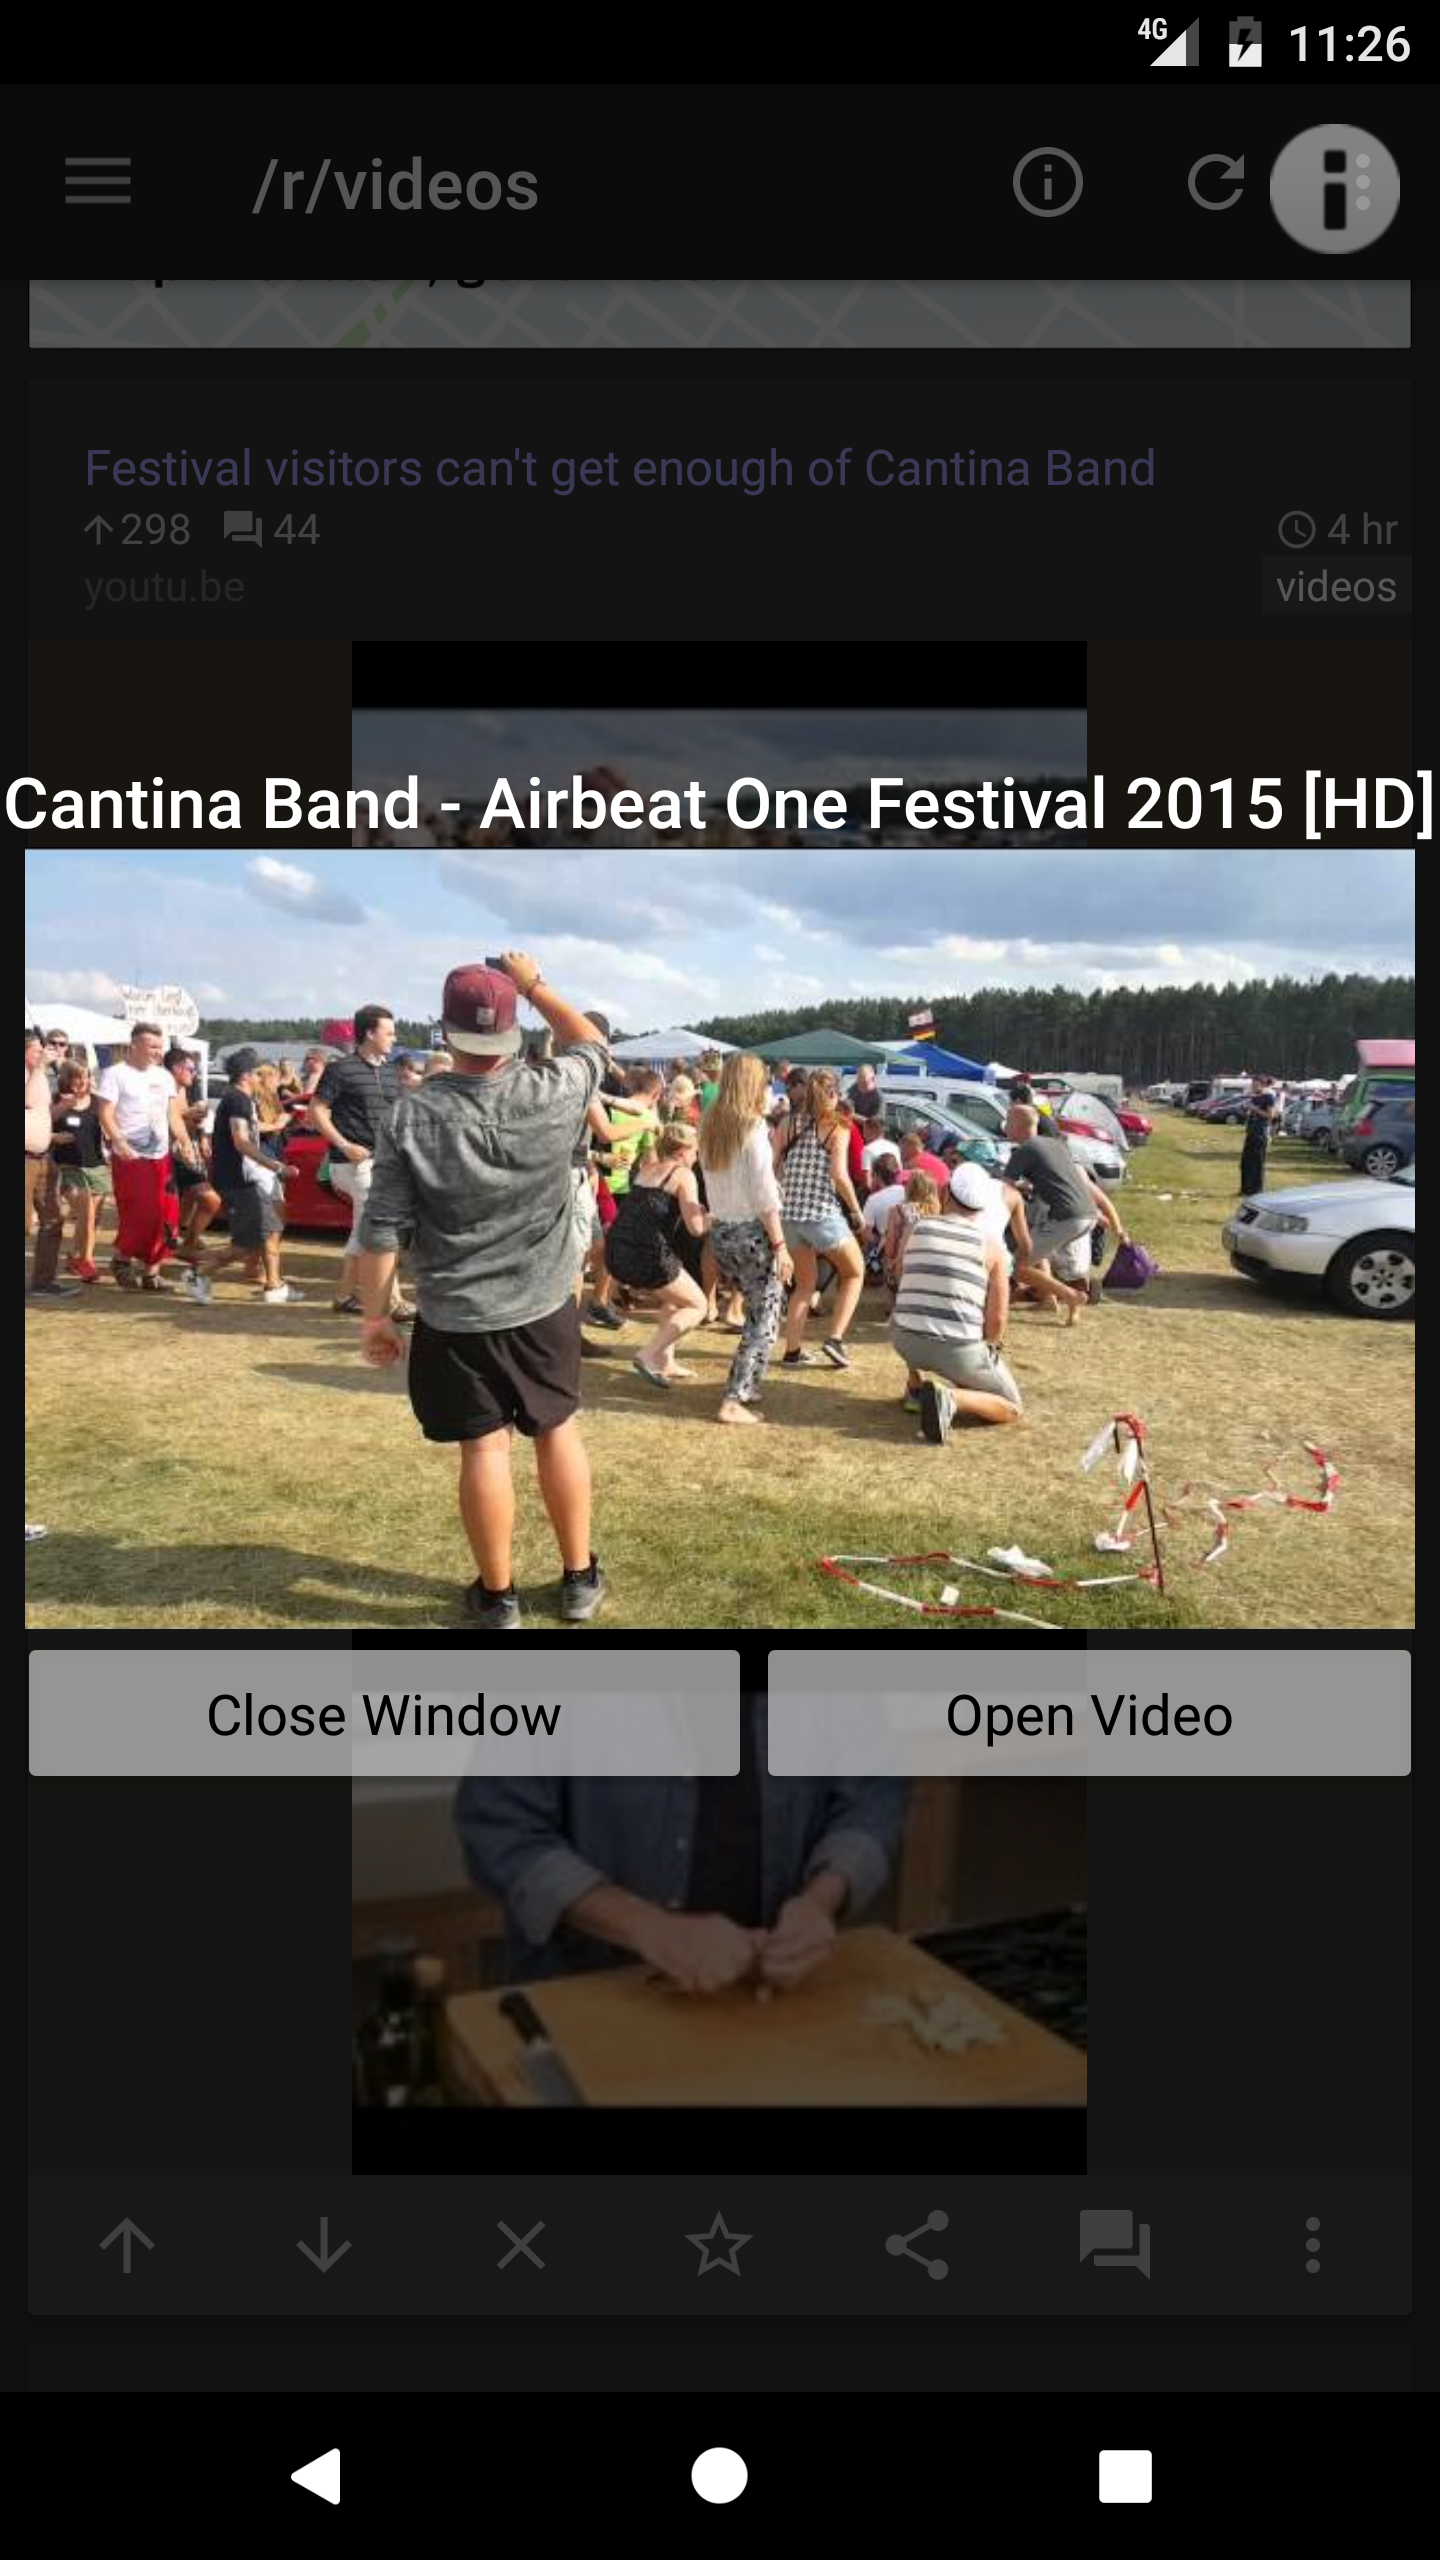 4G 11:26
/r/videos
Festival visitors can't get enough of Cantina Band
298 44 4 hr
youtu.be videos
Cantina Band - Airbeat One Festival 2015 [HD]
Close Window Open Video